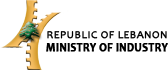 REPUBLIC OF LEBANON
MINISTRY OF INDUSTRY